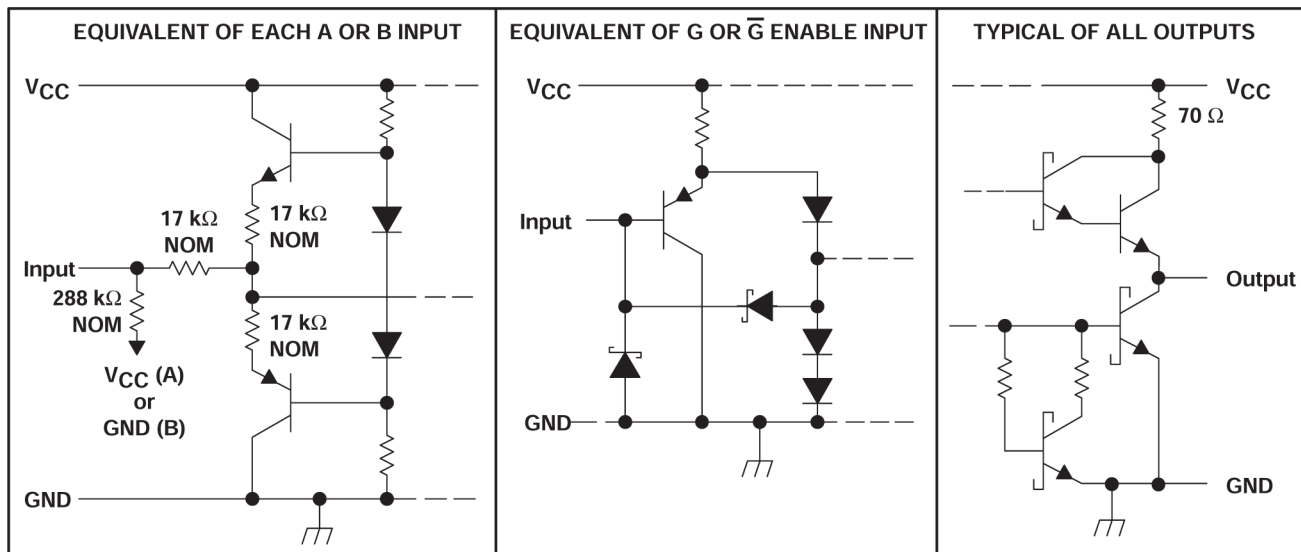 EQUIVALENT OF EACH A OR B INPUT
VCC
17 kΩ
NOM
17 kΩ
NOM
Input
288 kΩ
NOM
17 kΩ
NOM
VCC (A)
or
GND (B)
GND
EQUIVALENT OF G OR G̅ ENABLE INPUT
VCC
Input
GND
TYPICAL OF ALL OUTPUTS
VCC
70 Ω
Output
GND